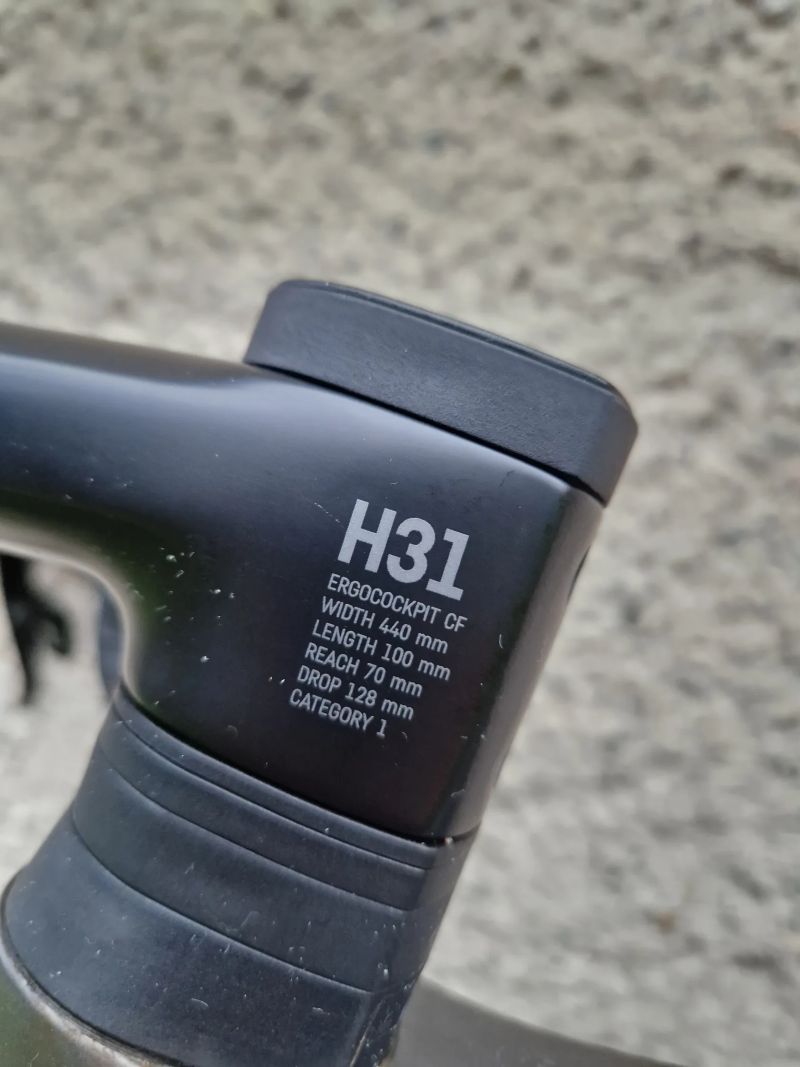 H31
ERGOCOCKPIT CF
WIDTH 440 mm
LENGTH 100 mm
REACH 70 mm
DROP 128 mm
CATEGORY 1